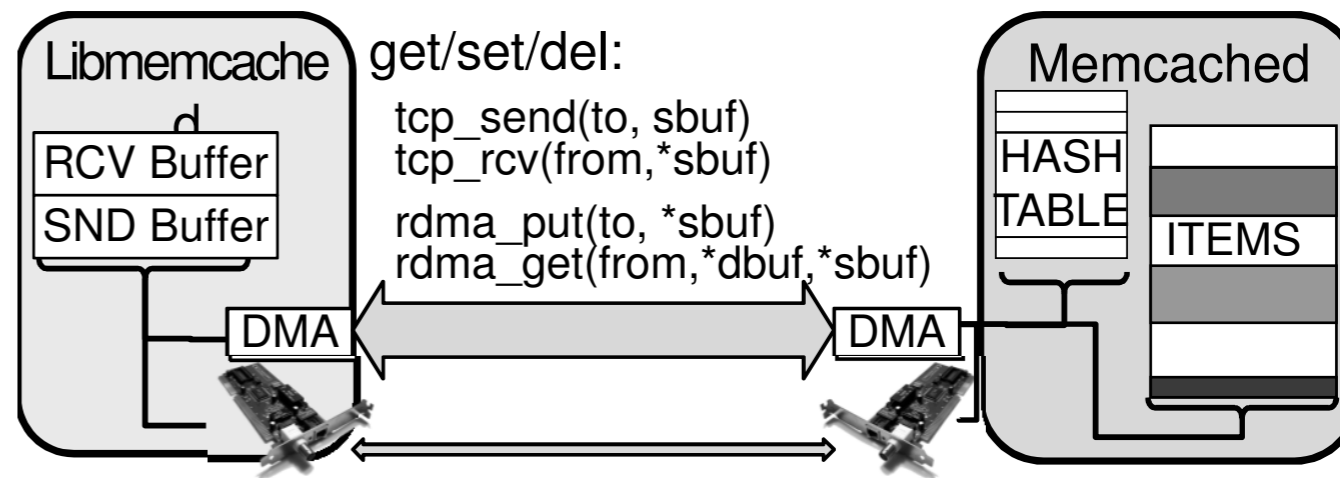 Libmemcache
d
RCV Buffer
SND Buffer
DMA
get/set/del:
tcp_send(to, sbuf)
tcp_rcv(from,*sbuf)
rdma_put(to, *sbuf)
rdma_get(from,*dbuf,*sbuf)
DMA
Memcached
HASH
TABLE
ITEMS